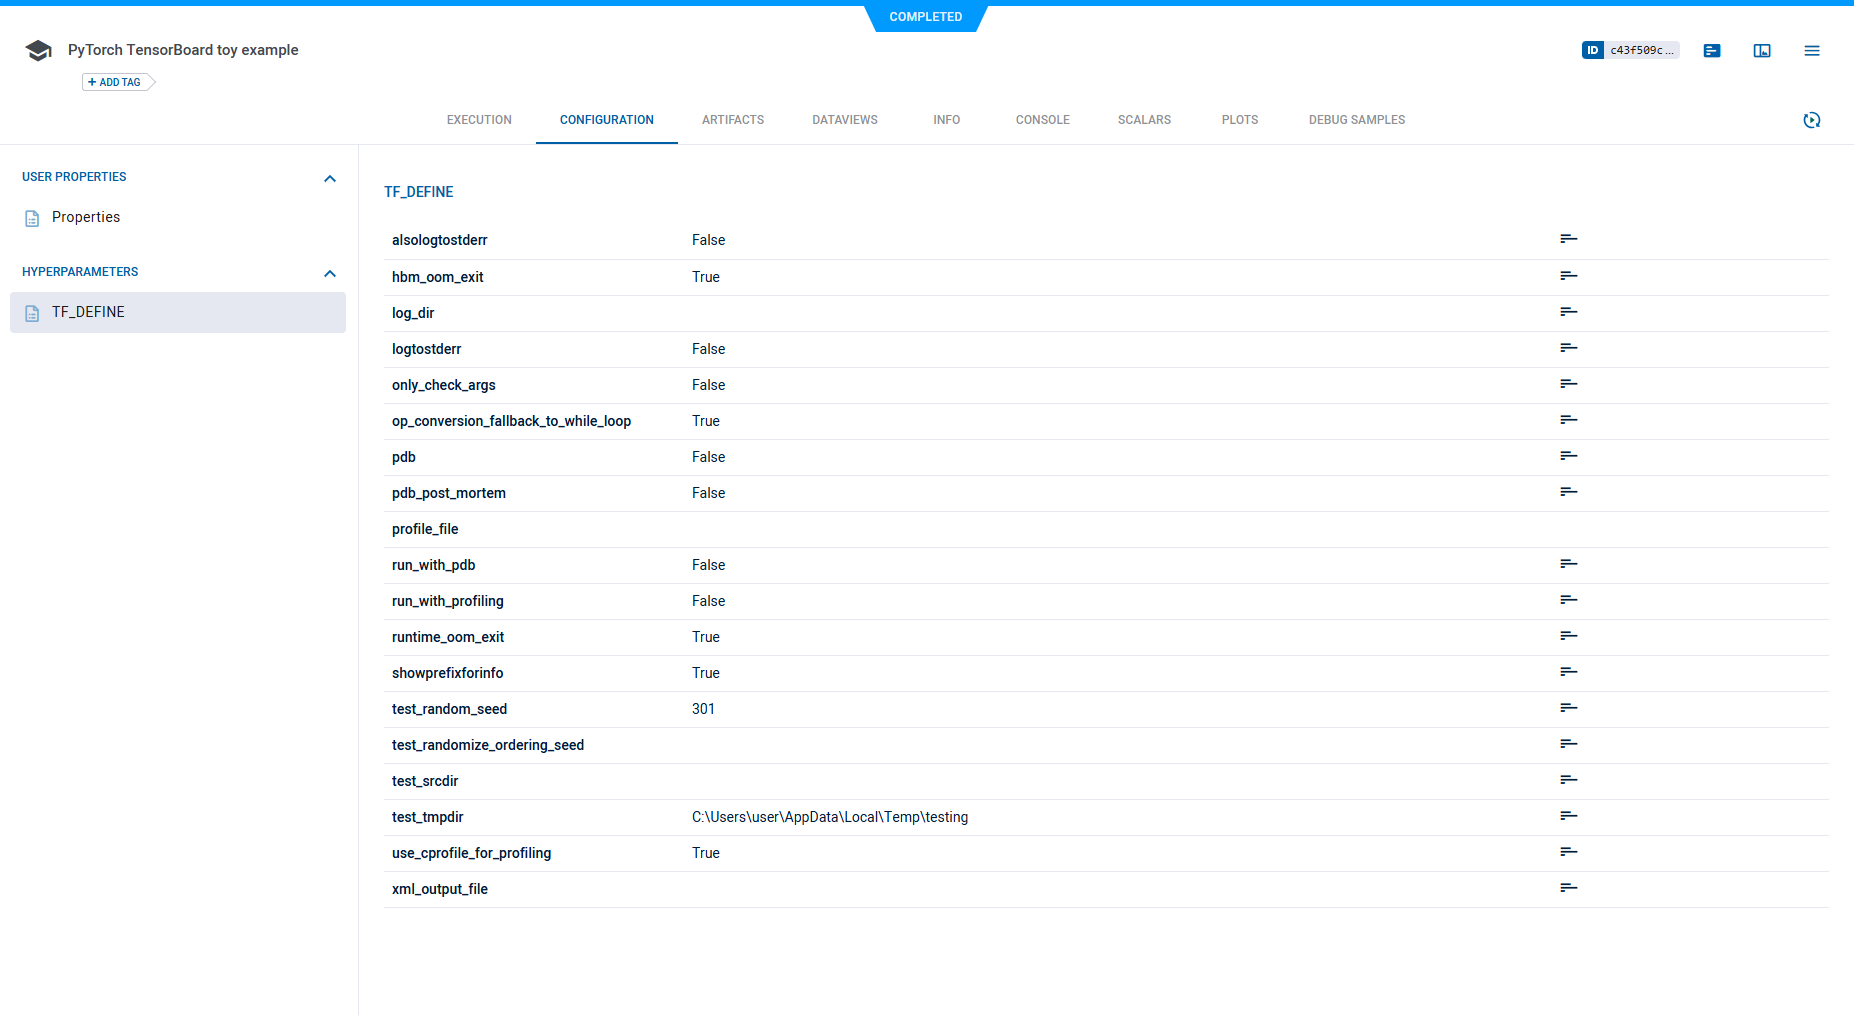 COMPLETED
PyTorch TensorBoard toy example
ID c43f509c...
+ ADD TAG
EXECUTION CONFIGURATION ARTIFACTS DATAVIEWS INFO CONSOLE SCALARS PLOTS DEBUG SAMPLES
USER PROPERTIES
Properties
HYPERPARAMETERS
TF_DEFINE
TF_DEFINE
alsologtostderr False
hbm_oom_exit True
log_dir
logtostderr False
only_check_args False
op_conversion_fallback_to_while_loop True
pdb False
pdb_post_mortem False
profile_file
run_with_pdb False
run_with_profiling False
runtime_oom_exit True
showprefixforinfo True
test_random_seed 301
test_randomize_ordering_seed
test_srcdir
test_tmpdir C:\Users\user\AppData\Local\Temp\testing
use_cprofile_for_profiling True
xml_output_file